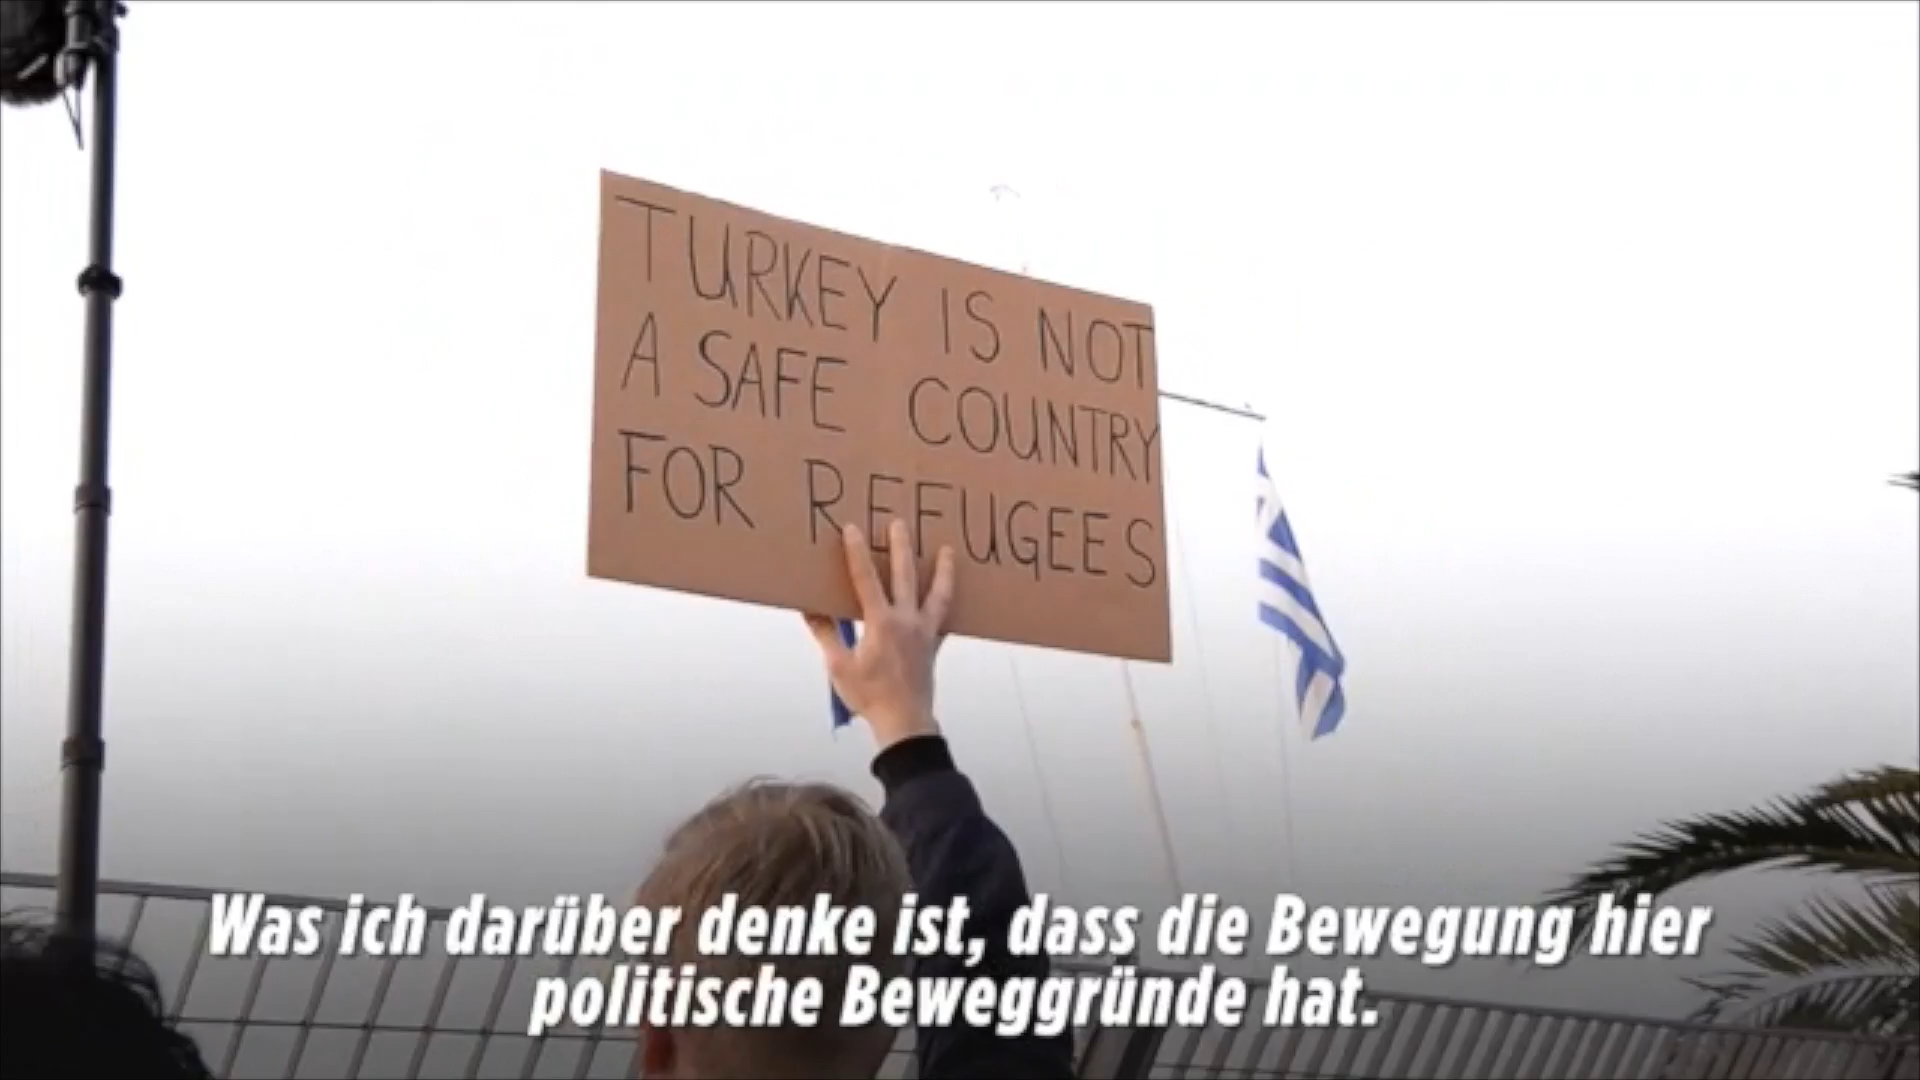 TURKEY IS NOT
A SAFE COUNTRY
FOR REFUGEES
Was ich darüber denke ist, dass die Bewegung hier
politische Beweggründe hat.